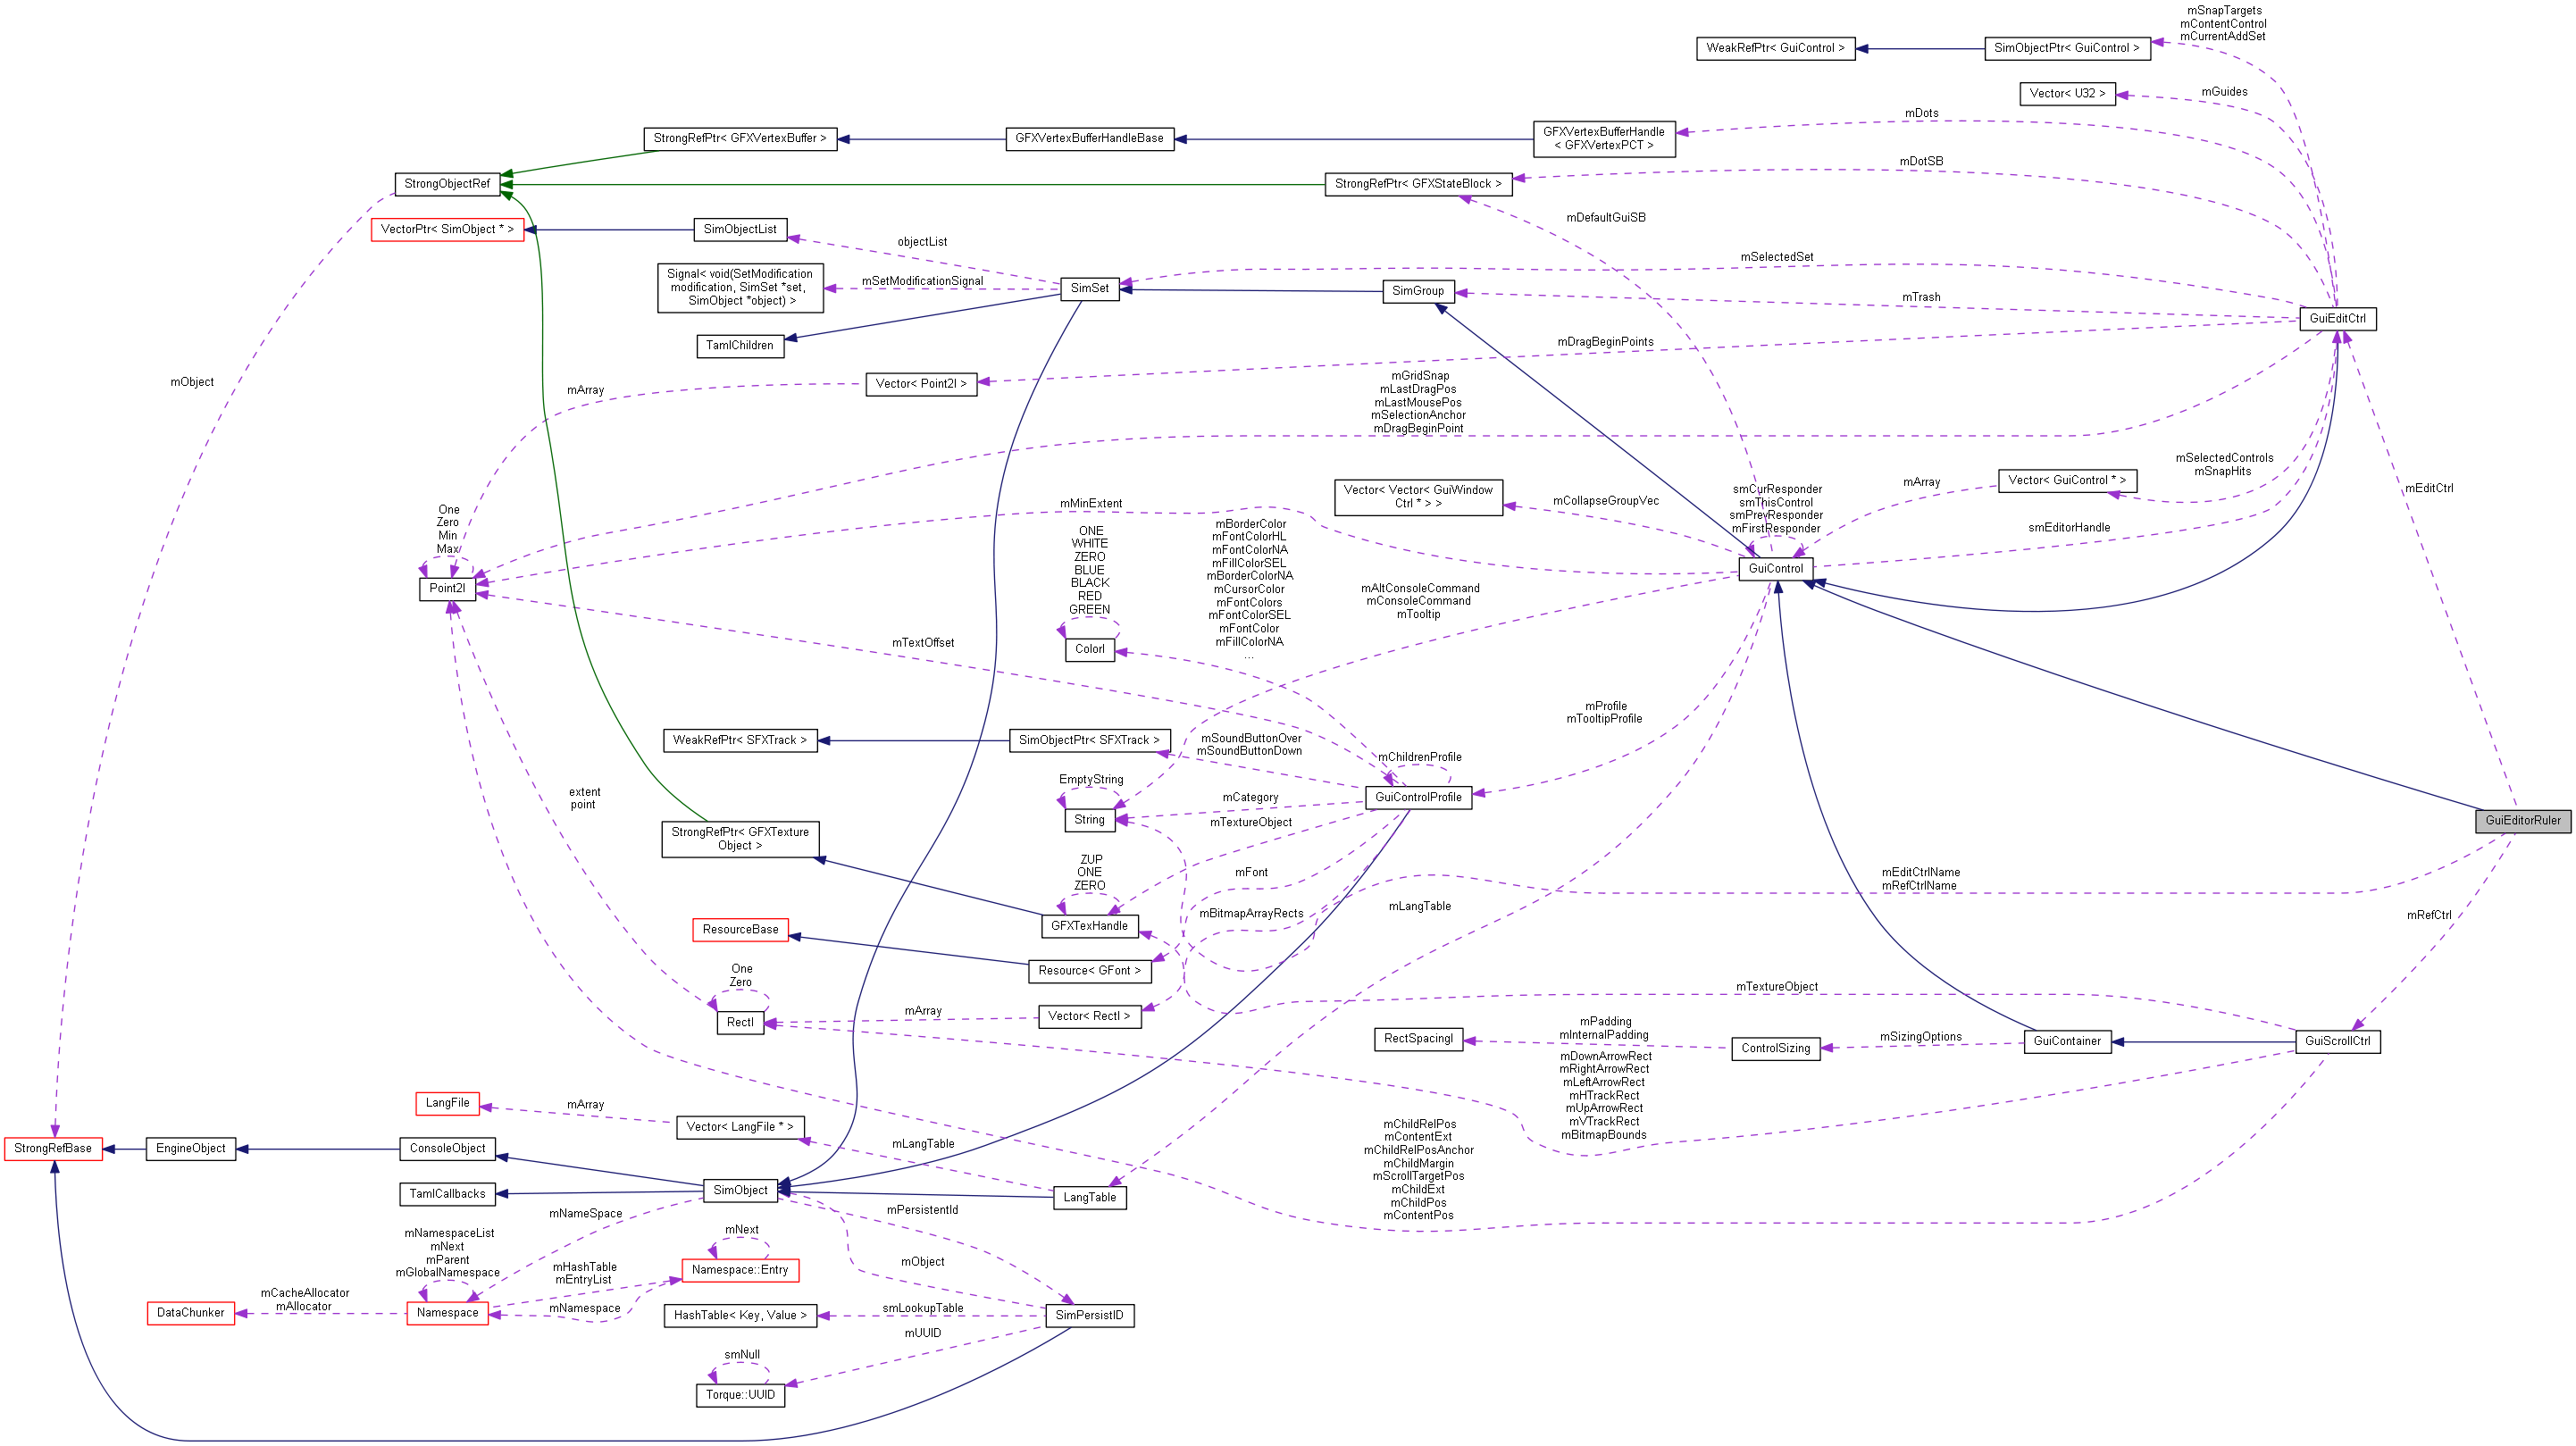 mSnapTargets
mContentControl
mCurrentAddSet
WeakRefPtr< GuiControl >
SimObjectPtr< GuiControl >
Vector< U32 >
mGuides
mDots
StrongRefPtr< GFXVertexBuffer >
GFXVertexBufferHandleBase
GFXVertexBufferHandle
< GFXVertexPCT >
mDotSB
StrongObjectRef
StrongRefPtr< GFXStateBlock >
mDefaultGuiSB
VectorPtr< SimObject * >
SimObjectList
objectList
mSelectedSet
Signal< void(SetModification
modification, SimSet *set,
SimObject *object) >
mSetModificationSignal
SimSet
SimGroup
mTrash
GuiEditCtrl
TamlChildren
mDragBeginPoints
mObject
Vector< Point2I >
mArray
mGridSnap
mLastDragPos
mLastMousePos
mSelectionAnchor
mDragBeginPoint
mSelectedControls
mSnapHits
Vector< GuiControl * >
mArray
mEditCtrl
Vector< Vector< GuiWindow
Ctrl * > >
mCollapseGroupVec
smCurResponder
smThisControl
smPrevResponder
mFirstResponder
smEditorHandle
One
Zero
Min
Max
mMinExtent
ONE
WHITE
ZERO
BLUE
BLACK
RED
GREEN
mBorderColor
mFontColorHL
mFontColorNA
mFillColorSEL
mBorderColorNA
mCursorColor
mFontColors
mFontColorSEL
mFontColor
mFillColorNA
...
GuiControl
Point2I
mAltConsoleCommand
mConsoleCommand
mTooltip
mTextOffset
ColorI
mProfile
mTooltipProfile
WeakRefPtr< SFXTrack >
SimObjectPtr< SFXTrack >
mSoundButtonOver
mSoundButtonDown
mChildrenProfile
EmptyString
extent
point
mCategory
GuiControlProfile
String
mTextureObject
GuiEditorRuler
StrongRefPtr< GFXTexture
Object >
ZUP
ONE
ZERO
mFont
mEditCtrlName
mRefCtrlName
mBitmapArrayRects
mLangTable
mRefCtrl
ResourceBase
GFXTexHandle
Resource< GFont >
One
Zero
mTextureObject
RectI
mArray
Vector< RectI >
RectSpacingI
mPadding
mInternalPadding
ControlSizing
mSizingOptions
GuiContainer
GuiScrollCtrl
mDownArrowRect
mRightArrowRect
mLeftArrowRect
mHTrackRect
mUpArrowRect
mVTrackRect
mBitmapBounds
LangFile
mArray
Vector< LangFile * >
StrongRefBase
EngineObject
ConsoleObject
mLangTable
mChildRelPos
mContentExt
mChildRelPosAnchor
mChildMargin
mScrollTargetPos
mChildExt
mChildPos
mContentPos
TamlCallbacks
SimObject
LangTable
mNameSpace
mPersistentId
mNamespaceList
mNext
mParent
mGlobalNamespace
mNext
mHashTable
mEntryList
Namespace::Entry
mObject
mCacheAllocator
mAllocator
DataChunker
Namespace
mNamespace
HashTable< Key, Value >
smLookupTable
SimPersistID
mUUID
smNull
Torque::UUID